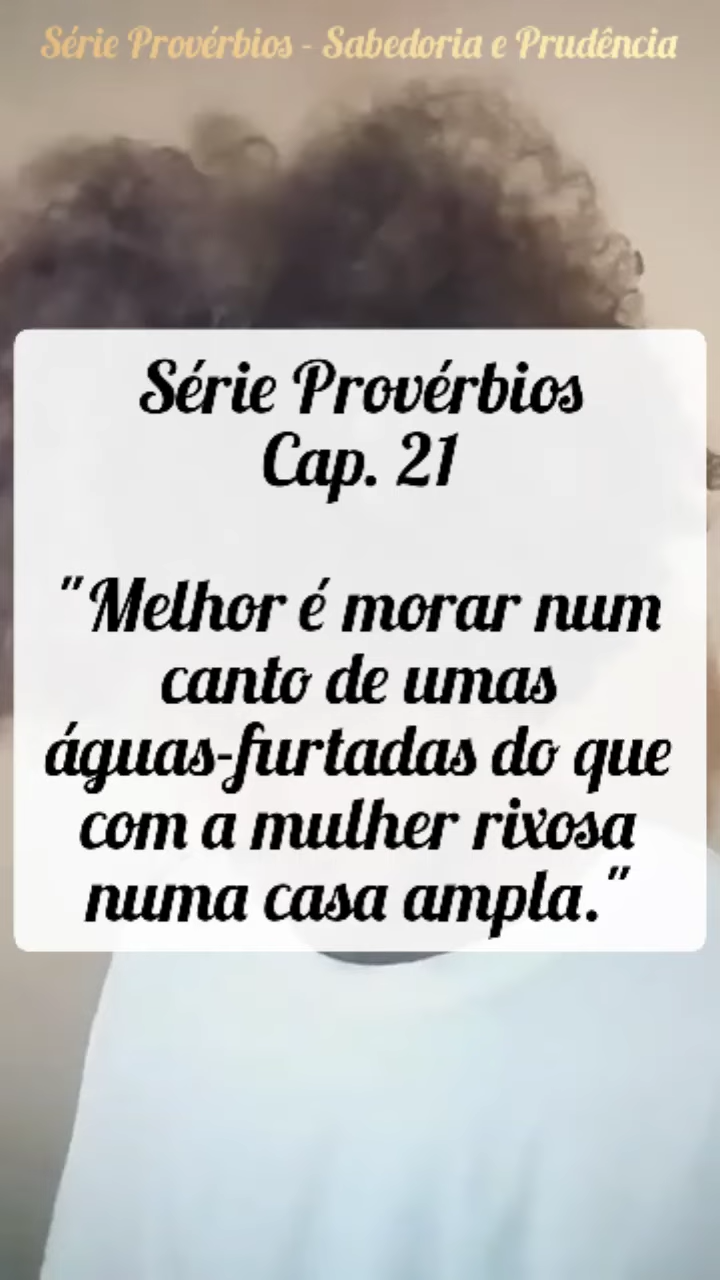 Série Provérbios - Sabedoria e Prudência
Série Provérbios
Cap. 21
"Melhor é morar num
canto de umas
águas-furtadas do que
com a mulher rixosa
numa casa ampla."